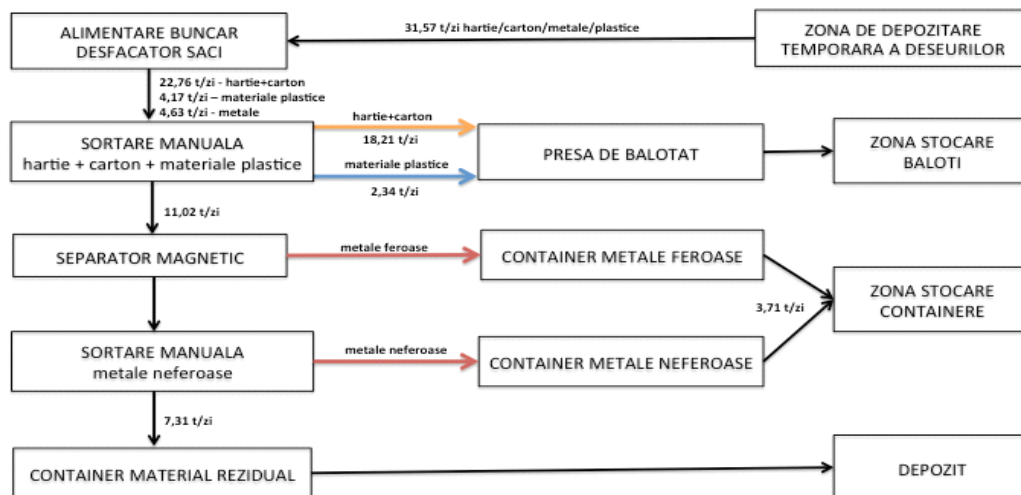 ALIMENTARE BUNCAR
DESFACATOR SACI
31,57 t/zi hartie/carton/metale/plastice
ZONA DE DEPOZITARE
TEMPORARA A DESEURILOR
22,76 t/zi - hartie+carton
4,17 t/zi – materiale plastice
4,63 t/zi - metale
SORTARE MANUALA
hartie + carton + materiale plastice
hartie+carton
18,21 t/zi
materiale plastice
2,34 t/zi
PRESA DE BALOTAT
ZONA STOCARE
BALOTI
11,02 t/zi
SEPARATOR MAGNETIC
metale feroase
CONTAINER METALE FEROASE
3,71 t/zi
ZONA STOCARE
CONTAINERE
SORTARE MANUALA
metale neferoase
metale neferoase
CONTAINER METALE NEFEROASE
7,31 t/zi
CONTAINER MATERIAL REZIDUAL
DEPOZIT